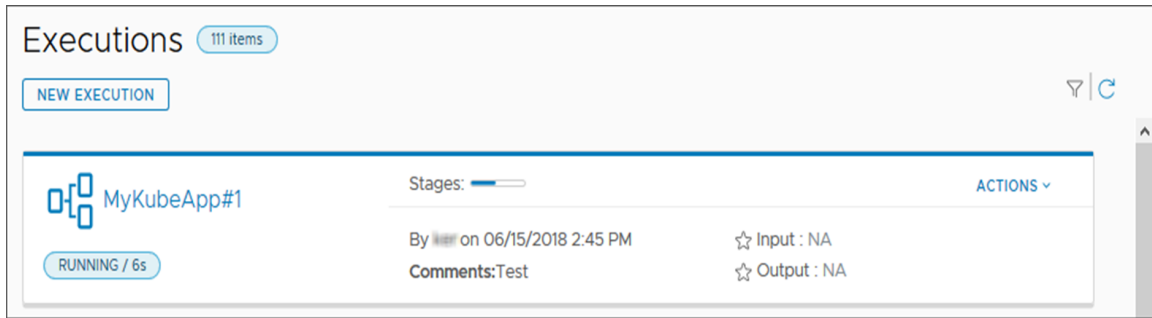 Executions 111 items
NEW EXECUTION
MyKubeApp#1
RUNNING / 6s
Stages:
ACTIONS
By on 06/15/2018 2:45 PM
Comments:Test
Input : NA
Output : NA